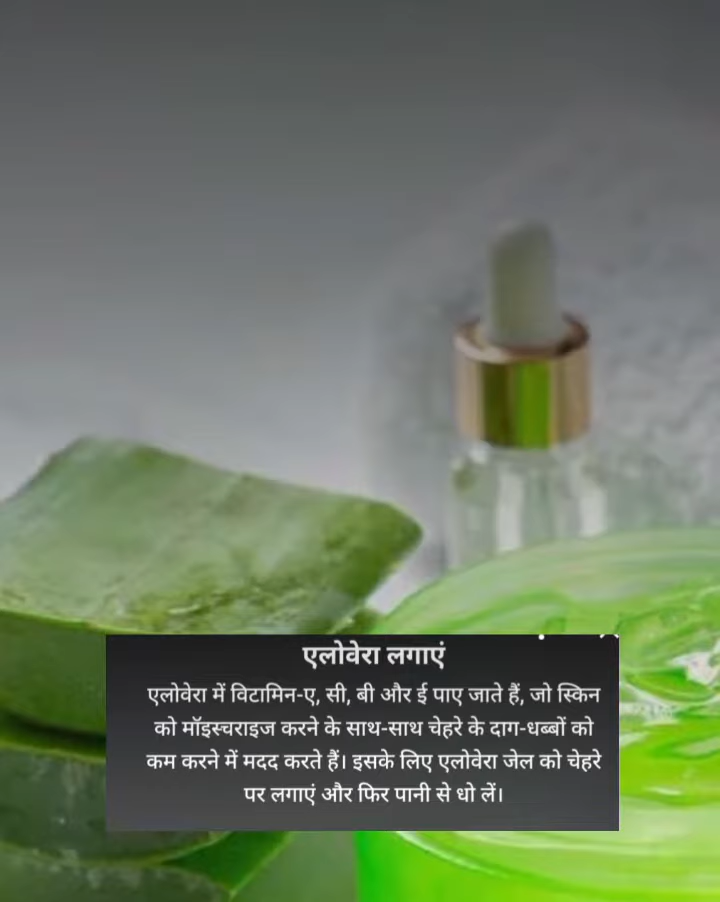 एलोवेरा लगाएं
एलोवेरा में विटामिन-ए, सी, बी और ई पाए जाते हैं, जो स्किन
को मॉइस्चराइज करने के साथ-साथ चेहरे के दाग-धब्बों को
कम करने में मदद करते हैं। इसके लिए एलोवेरा जेल को चेहरे
पर लगाएं और फिर पानी से धो लें।